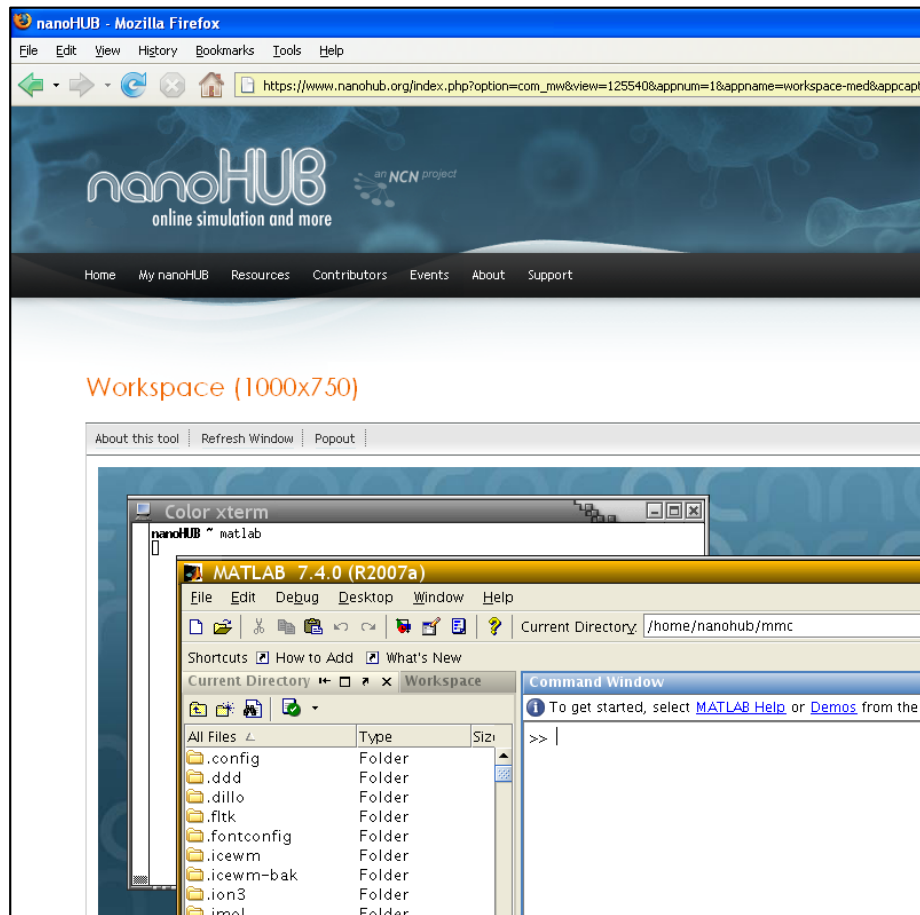 nanoHUB - Mozilla Firefox
File Edit View History Bookmarks Tools Help
https://www.nanohub.org/index.php?option=com_mw&view=125540&appnum=1&appname=workspace-med&appcapt
nanoHUB an NCN project
online simulation and more
Home My nanoHUB Resources Contributors Events About Support
Workspace (1000x750)
About this tool Refresh Window Popout
Color xterm
nanoHUB ~ matlab
MATLAB 7.4.0 (R2007a)
File Edit Debug Desktop Window Help
Current Directory: /home/nanohub/mmc
Shortcuts How to Add What's New
Current Directory Workspace Command Window
To get started, select MATLAB Help or Demos from the
All Files Type Siz
>>
.config Folder
.ddd Folder
.dillo Folder
.fltk Folder
.fontconfig Folder
.icewm Folder
.icewm-bak Folder
.ion3 Folder
.jmol Folder